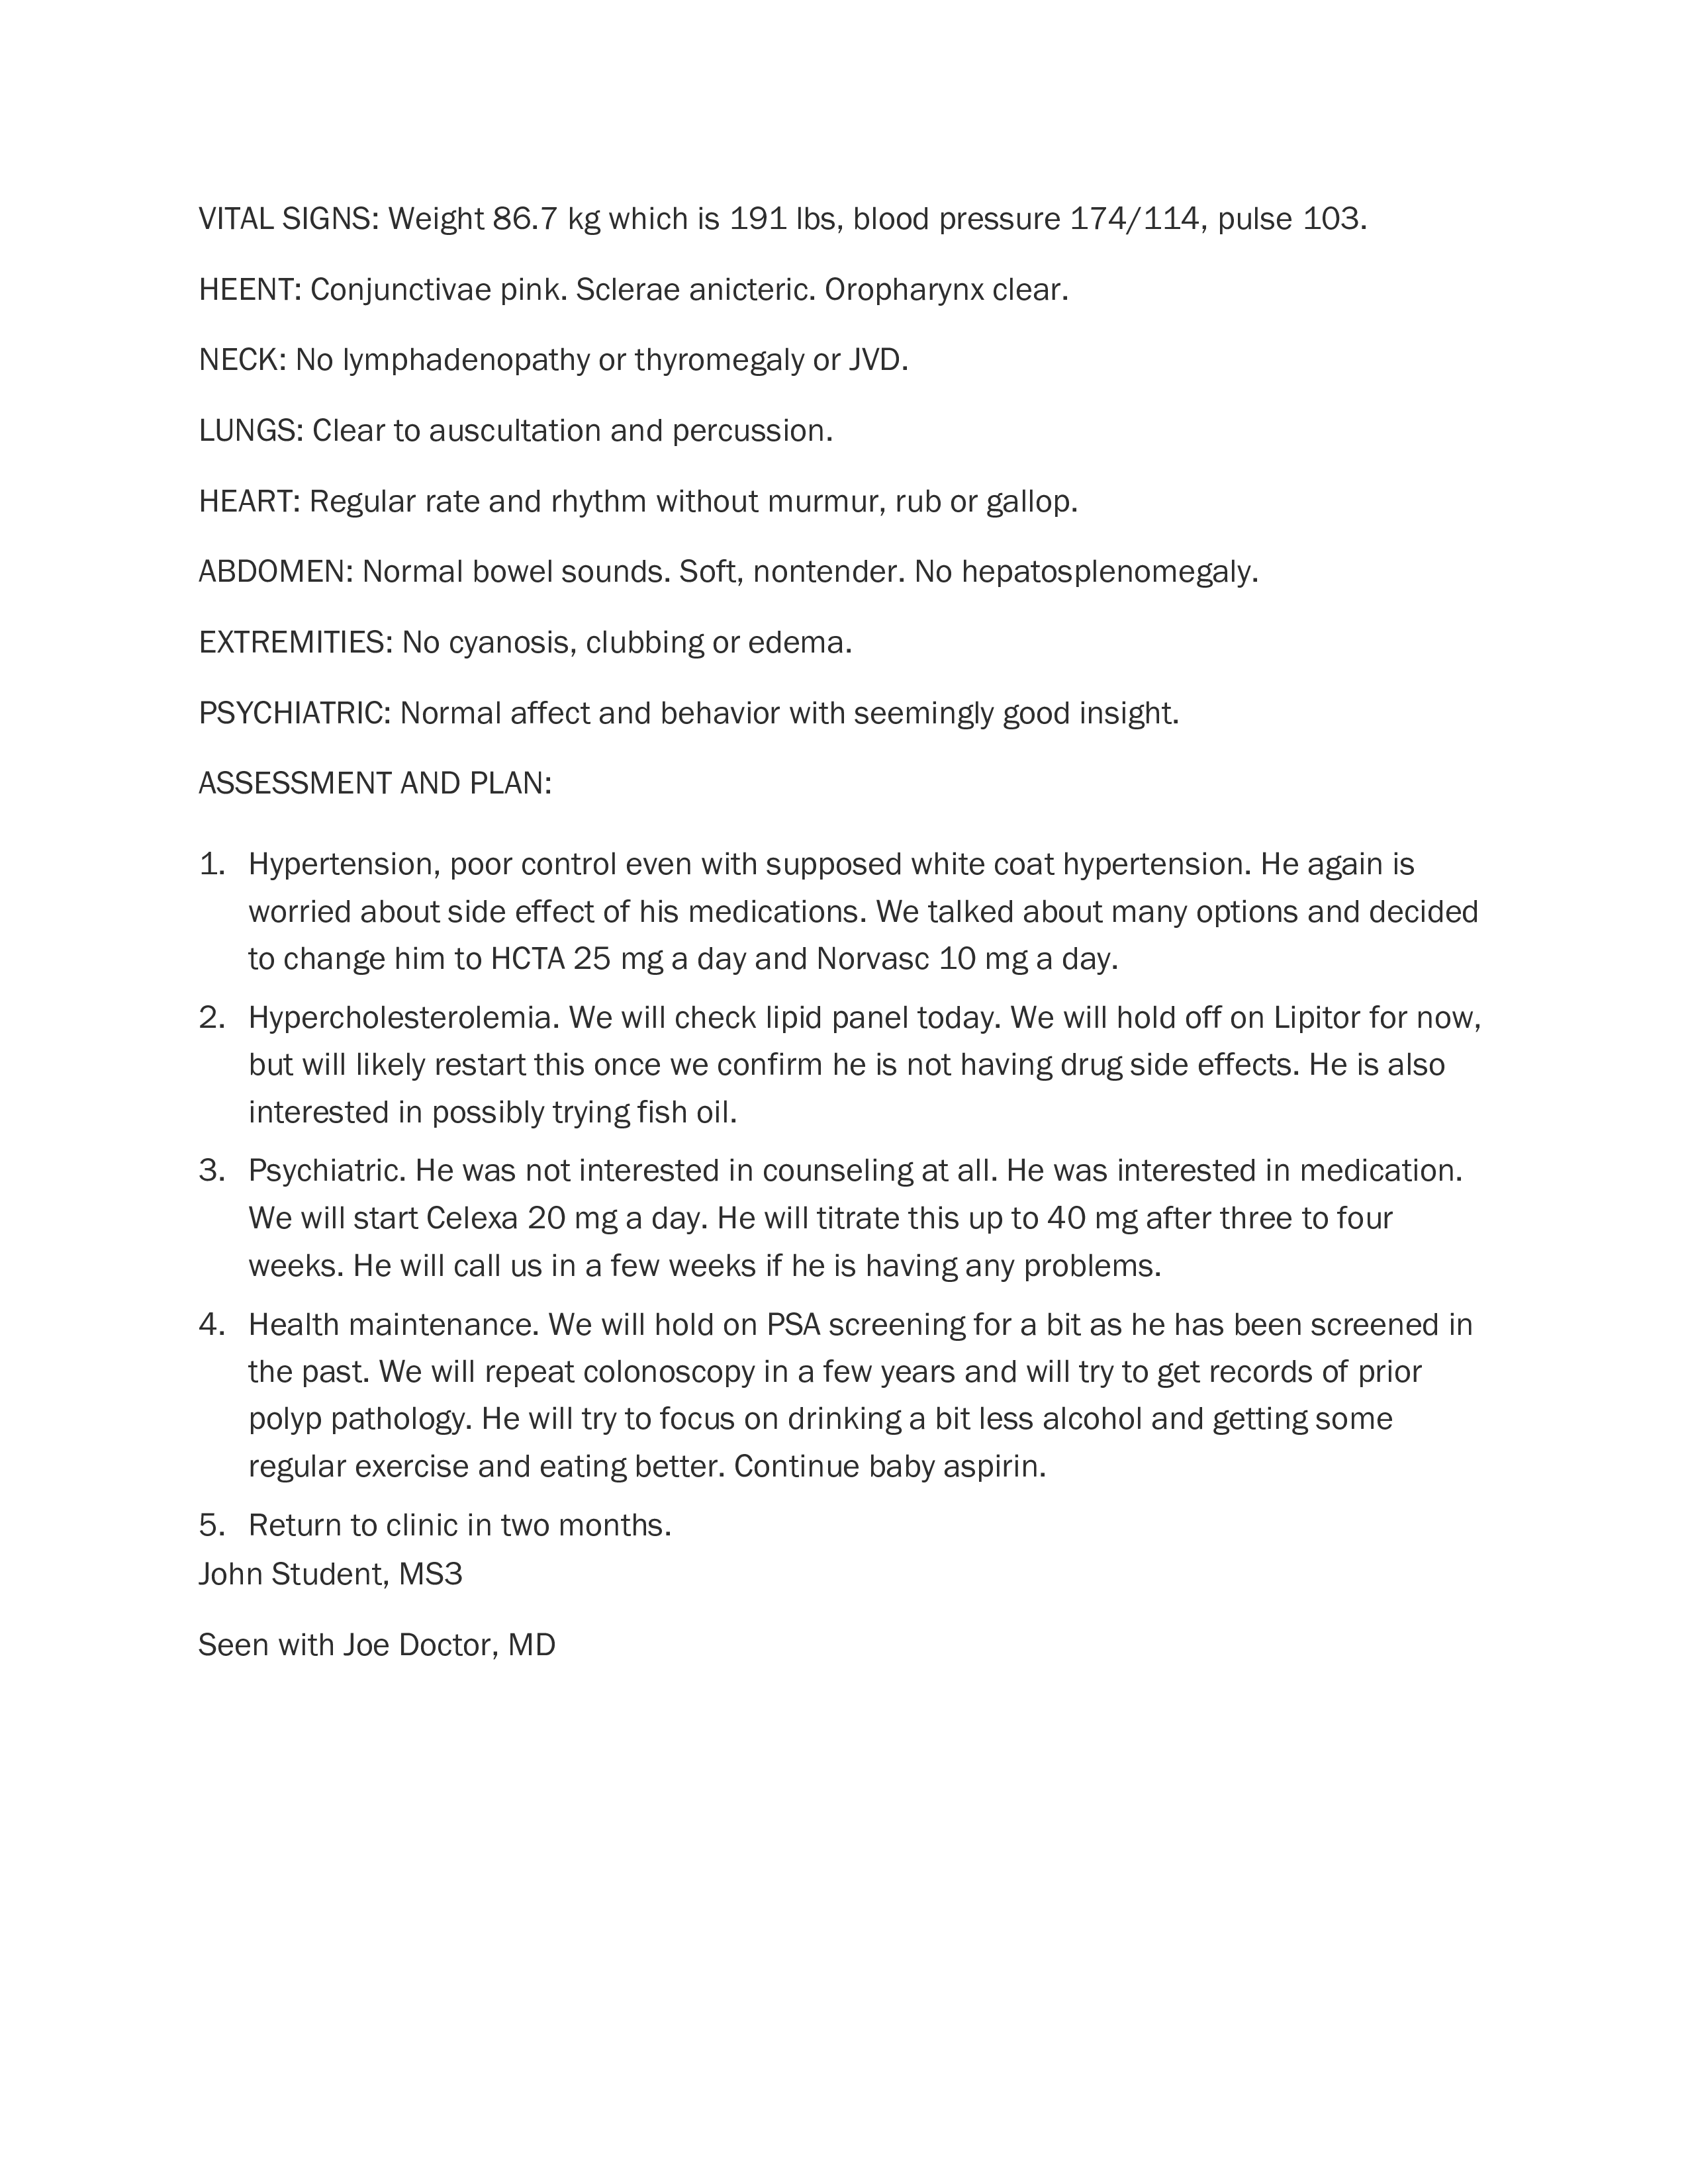 VITAL SIGNS: Weight 86.7 kg which is 191 lbs, blood pressure 174/114, pulse 103.
HEENT: Conjunctivae pink. Sclerae anicteric. Oropharynx clear.
NECK: No lymphadenopathy or thyromegaly or JVD.
LUNGS: Clear to auscultation and percussion.
HEART: Regular rate and rhythm without murmur, rub or gallop.
ABDOMEN: Normal bowel sounds. Soft, nontender. No hepatosplenomegaly.
EXTREMITIES: No cyanosis, clubbing or edema.
PSYCHIATRIC: Normal affect and behavior with seemingly good insight.
ASSESSMENT AND PLAN:
1. Hypertension, poor control even with supposed white coat hypertension. He again is
worried about side effect of his medications. We talked about many options and decided
to change him to HCTA 25 mg a day and Norvasc 10 mg a day.
2. Hypercholesterolemia. We will check lipid panel today. We will hold off on Lipitor for now,
but will likely restart this once we confirm he is not having drug side effects. He is also
interested in possibly trying fish oil.
3. Psychiatric. He was not interested in counseling at all. He was interested in medication.
We will start Celexa 20 mg a day. He will titrate this up to 40 mg after three to four
weeks. He will call us in a few weeks if he is having any problems.
4. Health maintenance. We will hold on PSA screening for a bit as he has been screened in
the past. We will repeat colonoscopy in a few years and will try to get records of prior
polyp pathology. He will try to focus on drinking a bit less alcohol and getting some
regular exercise and eating better. Continue baby aspirin.
5. Return to clinic in two months.
John Student, MS3
Seen with Joe Doctor, MD